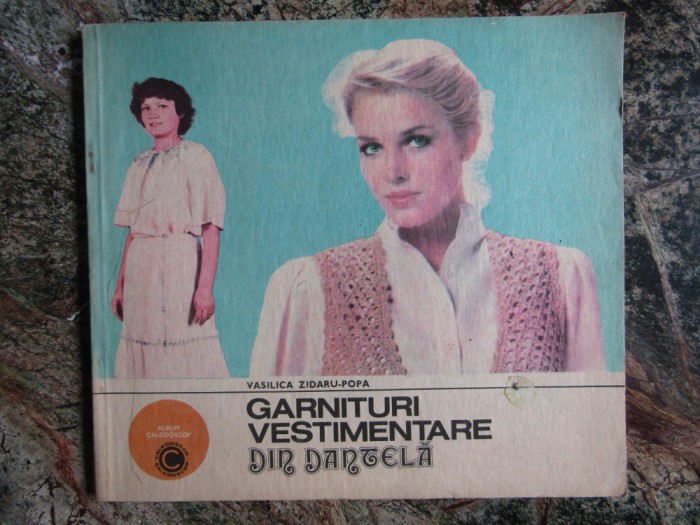 VASILICA ZIDARU-POPA
GARNITURI
VESTIMENTARE
DIN DANTELĂ
ALBUM
CALEIDOSCOP
C